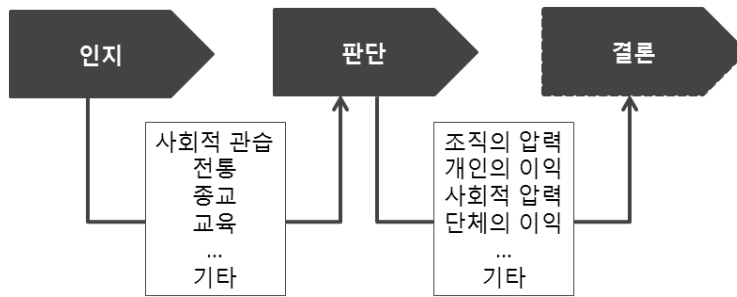 인지
판단
결론
사회적 관습
전통
종교
교육
...
기타
조직의 압력
개인의 이익
사회적 압력
단체의 이익
...
기타